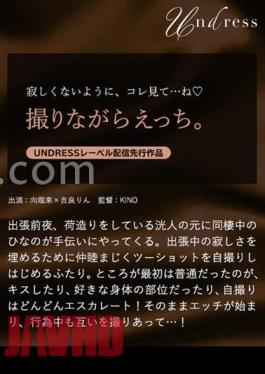 Undress
寂しくないように、コレ見て…ね♡
撮りながらえっち。
UNDRESSレーベル配信先行作品
.com
出演：向理来×吉良りん　監督：KINO
出張前夜、荷造りをしている洸人の元に同棲中の
ひなのが手伝いにやってくる。出張中の寂しさを
埋めるために仲睦まじくツーショットを自撮りし
はじめるふたり。ところが最初は普通だったのが、
キスしたり、好きな身体の部位だったり、自撮り
はどんどんエスカレート！そのままエッチが始ま
り、行為中も互いを撮りあって…！